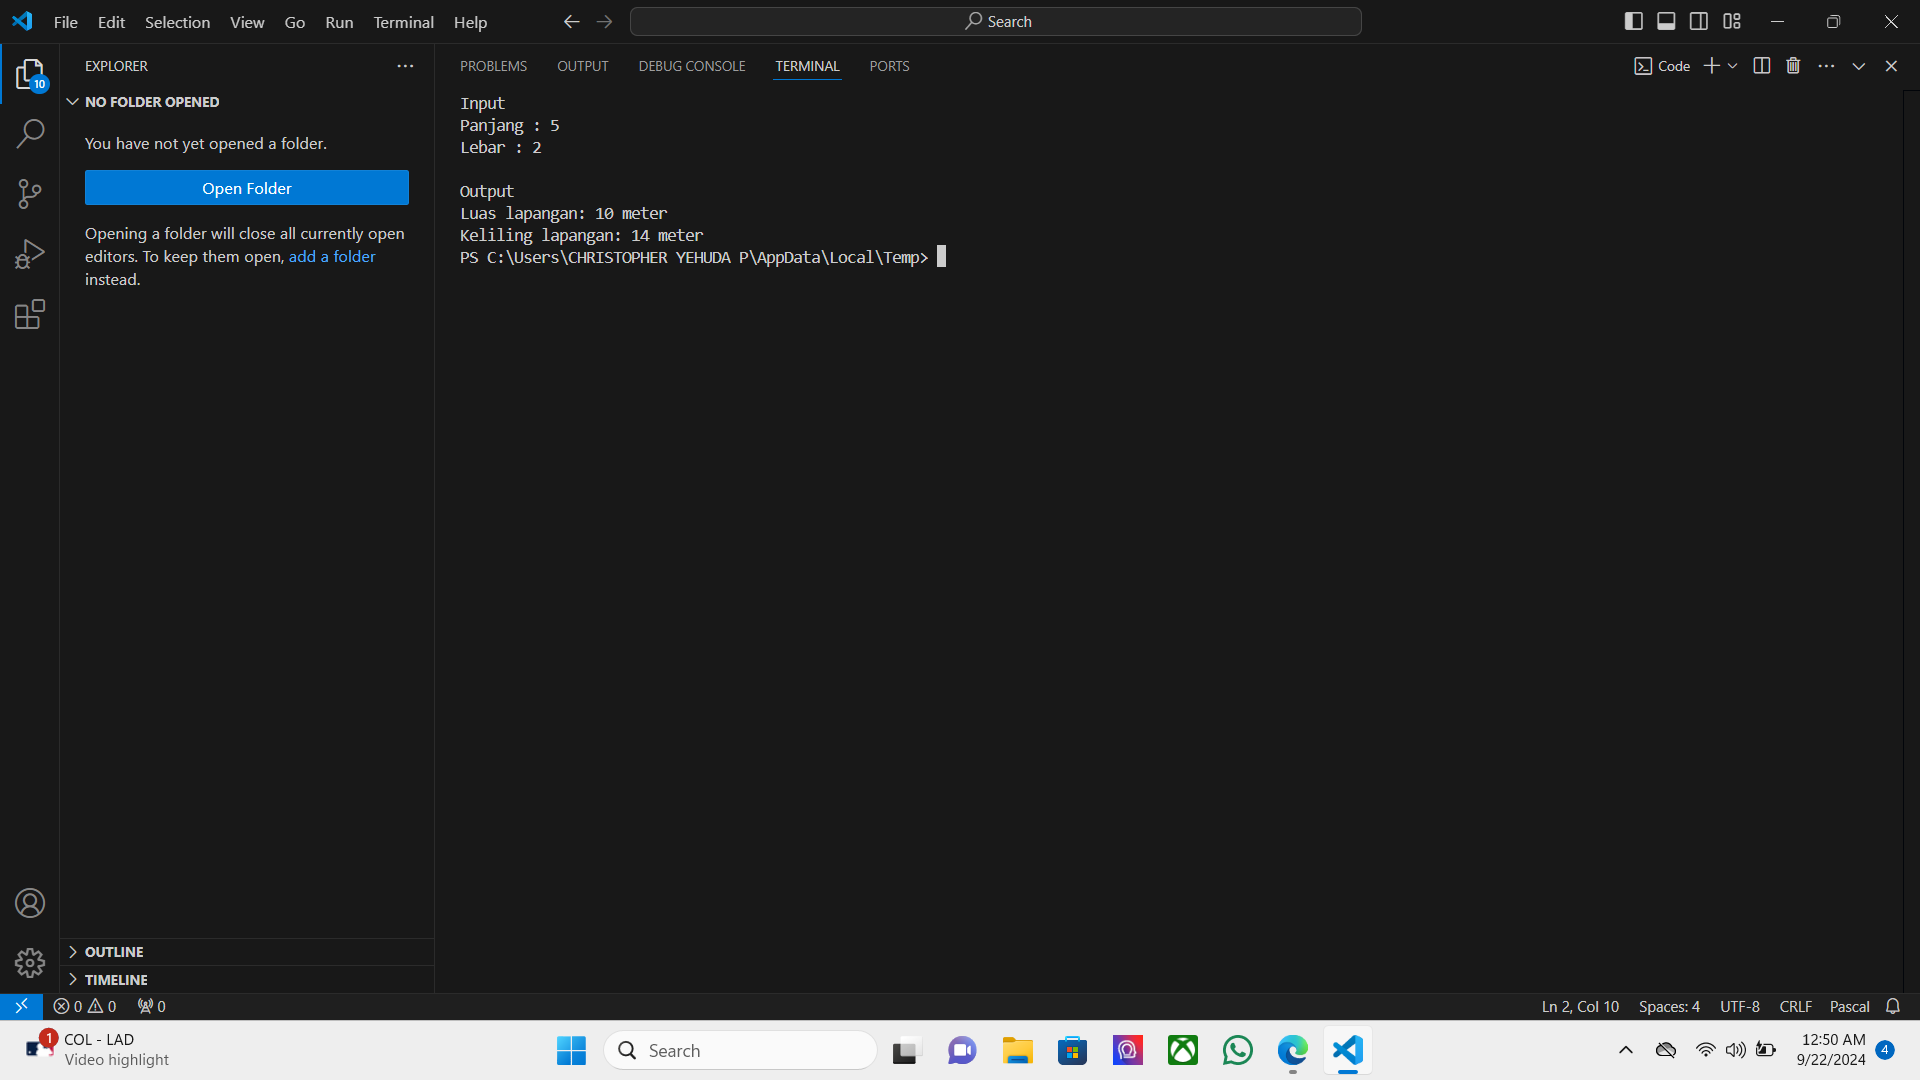 File Edit Selection View Go Run Terminal Help
Search
EXPLORER
10
NO FOLDER OPENED
You have not yet opened a folder.
Open Folder
Opening a folder will close all currently open
editors. To keep them open, add a folder
instead.
OUTLINE
TIMELINE
PROBLEMS OUTPUT DEBUG CONSOLE TERMINAL PORTS
Code
Input
Panjang : 5
Lebar : 2
Output
Luas lapangan: 10 meter
Keliling lapangan: 14 meter
PS C:\Users\CHRISTOPHER YEHUDA P\AppData\Local\Temp>
0 0 0
Ln 2, Col 10 Spaces: 4 UTF-8 CRLF Pascal
1
COL - LAD
Video highlight
Search
12:50 AM
9/22/2024
4